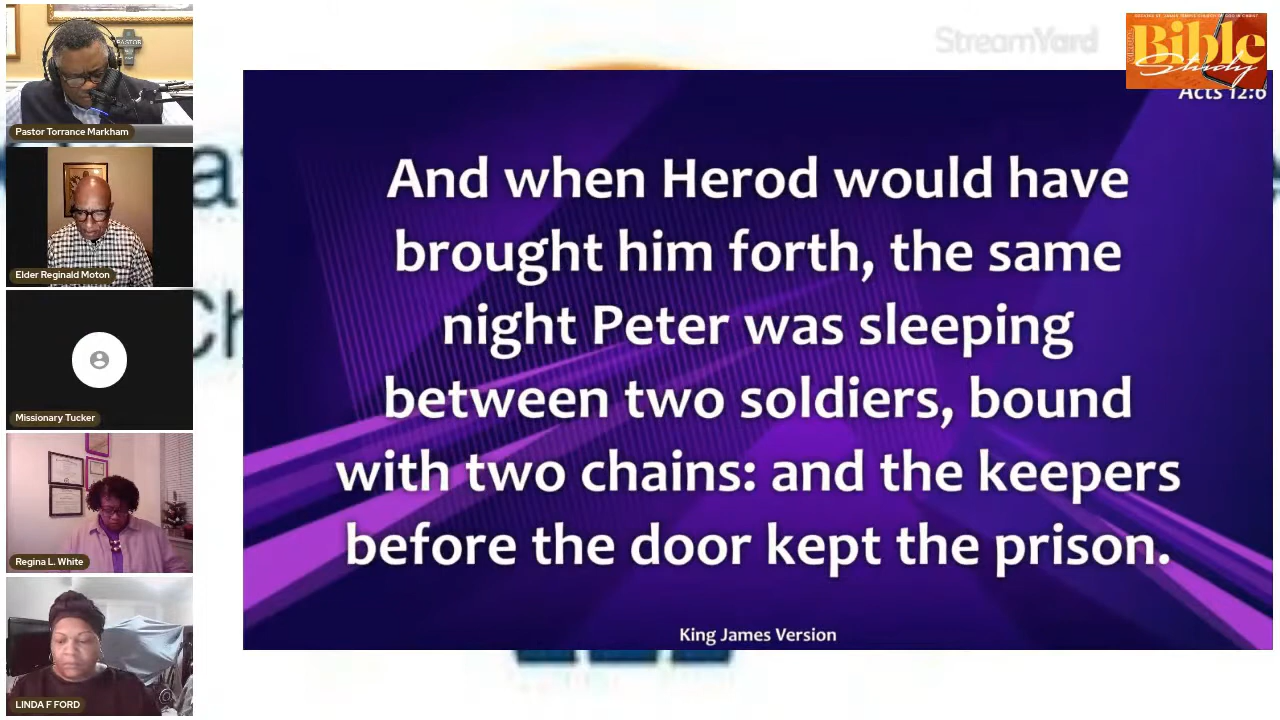 PASTOR
Pastor Torrance Markham
Elder Reginald Moton
Missionary Tucker
Regina L. White
LINDA F FORD
StreamYard
Bible
Study
Acts 12:6
And when Herod would have
brought him forth, the same
night Peter was sleeping
between two soldiers, bound
with two chains: and the keepers
before the door kept the prison.
King James Version